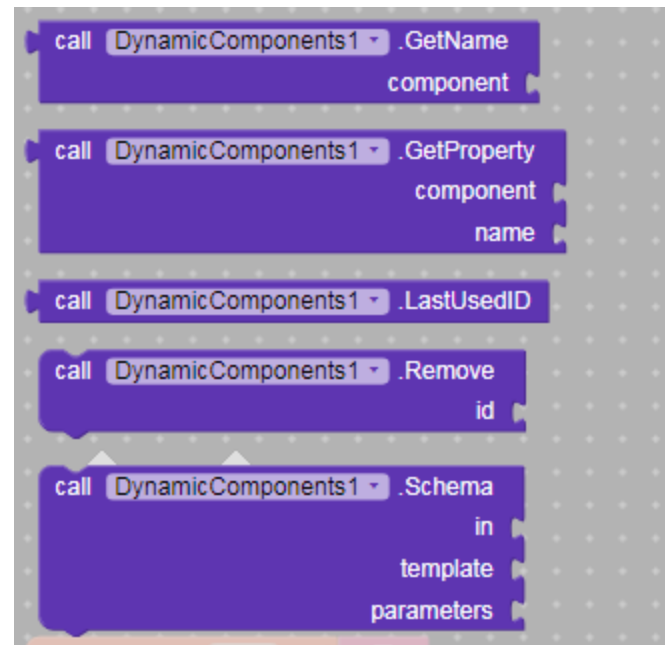 call DynamicComponents1 .GetName
component
call DynamicComponents1 .GetProperty
component
name
call DynamicComponents1 .LastUsedID
call DynamicComponents1 .Remove
id
call DynamicComponents1 .Schema
in
template
parameters